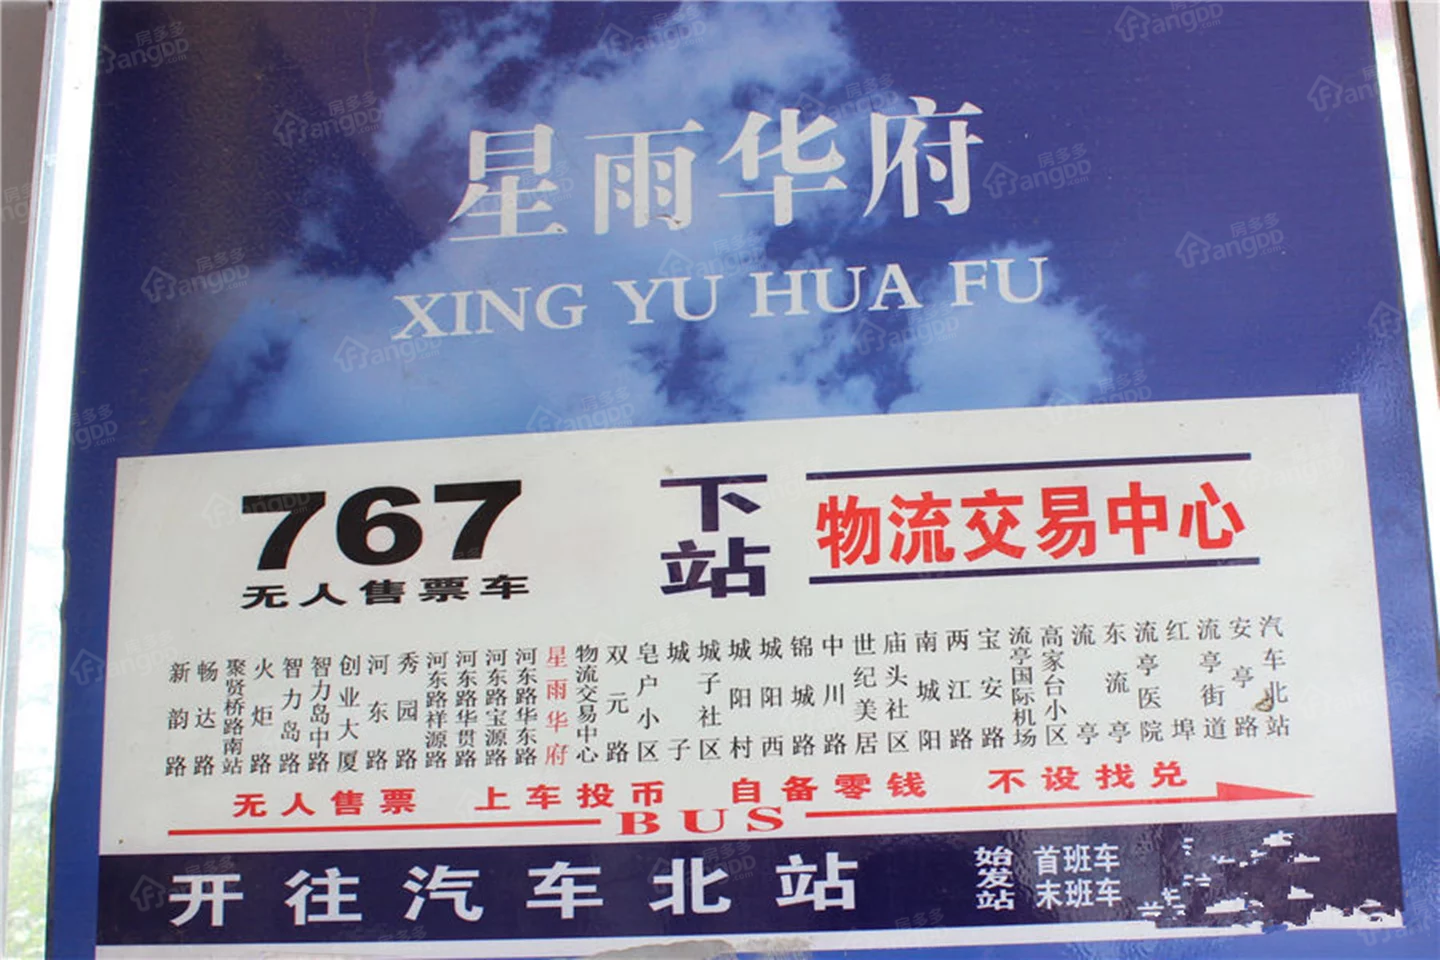 星雨华府
XING YU HUA FU
767
无人售票车
下站
物流交易中心
新韵路
畅达路
聚贤桥路南站
火炬路
智力岛路
智力岛中路
创业大厦
河东路
秀园路
河东路祥源路
河东路华贯路
河东路宝源路
河东路华东路
星雨华府
物流交易中心
双元路
皂户小区
城子
城子社区
城阳村
城阳西
锦城路
中川路
世纪美居
庙头社区
南城阳
两江路
宝安路
流亭国际机场
高家台小区
流亭
东流亭
流亭医院
红埠
流亭街道
安亭路
汽车北站
无人售票 上车投币 自备零钱 不设找兑
BUS
开往汽车北站
始发站
首班车
末班车
房多多
Fangdd.com